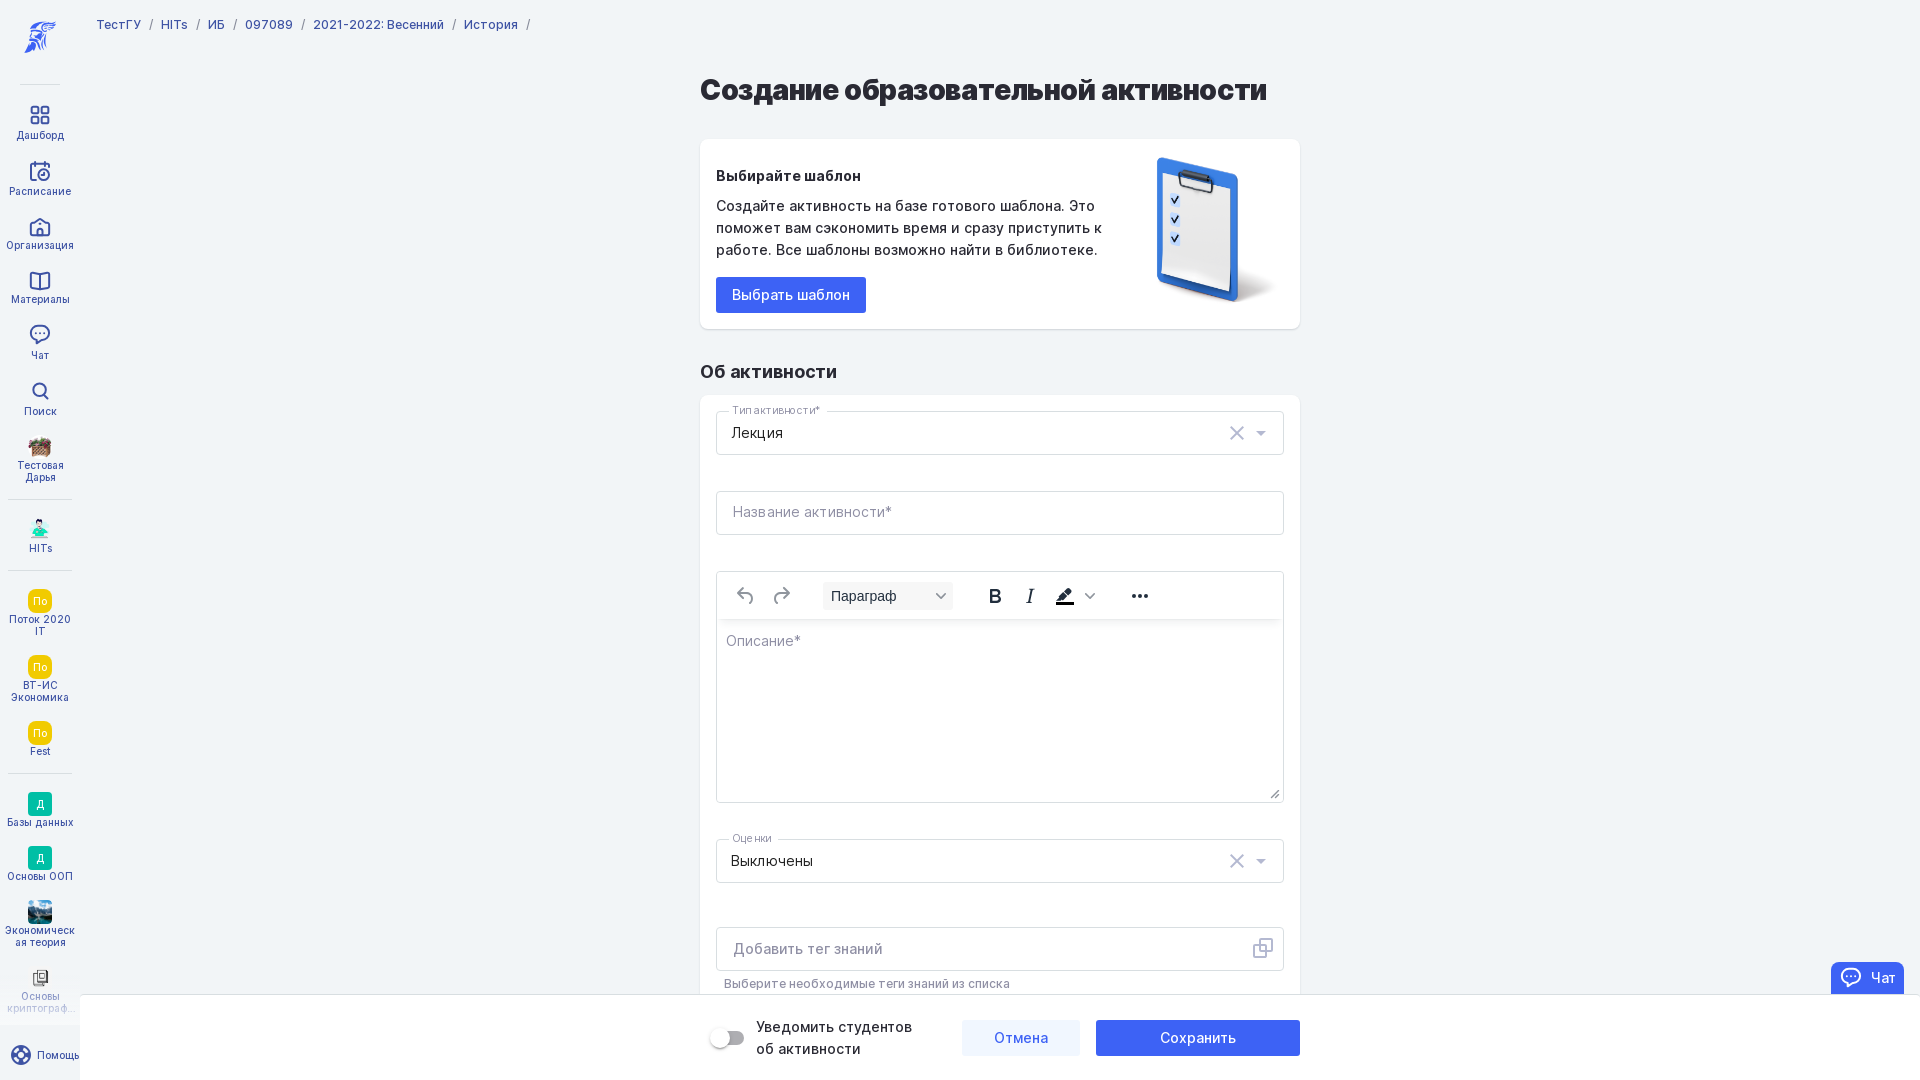 ТестГУ / HITs / ИБ / 097089 / 2021-2022: Весенний / История /
Дашборд
Расписание
Организация
Материалы
Чат
Поиск
Тестовая
Дарья
HITs
По
Поток 2020
IT
По
ВТ-ИС
Экономика
По
Fest
Д
Базы данных
Д
Основы ООП
Экономическ
ая теория
Основы
криптограф...
Помощь
Создание образовательной активности
Выбирайте шаблон
Создайте активность на базе готового шаблона. Это
поможет вам сэкономить время и сразу приступить к
работе. Все шаблоны возможно найти в библиотеке.
Выбрать шаблон
Об активности
Тип активности*
Лекция
Название активности*
Параграф
Описание*
Оценки
Выключены
Добавить тег знаний
Выберите необходимые теги знаний из списка
Чат
Уведомить студентов
об активности
Отмена
Сохранить